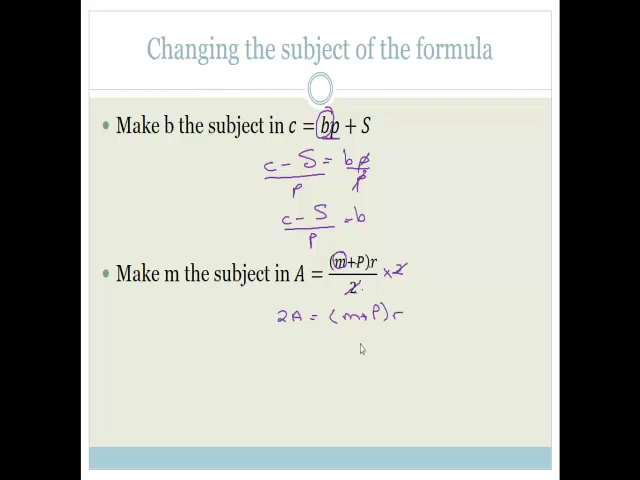 Changing the subject of the formula
• Make b the subject in c = bp + S
c - S = bp
p p
c - S = b
p
• Make m the subject in A = (m+P)r / 2 × 2
2A = (m+P)r